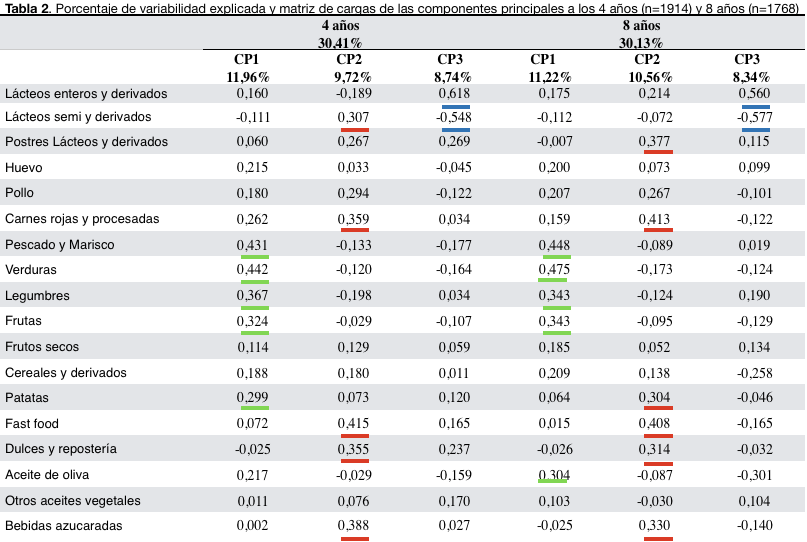 Tabla 2. Porcentaje de variabilidad explicada y matriz de cargas de las componentes principales a los 4 años (n=1914) y 8 años (n=1768)
4 años 8 años
30,41% 30,13%
CP1 CP2 CP3 CP1 CP2 CP3
11,96% 9,72% 8,74% 11,22% 10,56% 8,34%
Lácteos enteros y derivados 0,160 -0,189 0,618 0,175 0,214 0,560
Lácteos semi y derivados -0,111 0,307 -0,548 -0,112 -0,072 -0,577
Postres Lácteos y derivados 0,060 0,267 0,269 -0,007 0,377 0,115
Huevo 0,215 0,033 -0,045 0,200 0,073 0,099
Pollo 0,180 0,294 -0,122 0,207 0,267 -0,101
Carnes rojas y procesadas 0,262 0,359 0,034 0,159 0,413 -0,122
Pescado y Marisco 0,431 -0,133 -0,177 0,448 -0,089 0,019
Verduras 0,442 -0,120 -0,164 0,475 -0,173 -0,124
Legumbres 0,367 -0,198 0,034 0,343 -0,124 0,190
Frutas 0,324 -0,029 -0,107 0,343 -0,095 -0,129
Frutos secos 0,114 0,129 0,059 0,185 0,052 0,134
Cereales y derivados 0,188 0,180 0,011 0,209 0,138 -0,258
Patatas 0,299 0,073 0,120 0,064 0,304 -0,046
Fast food 0,072 0,415 0,165 0,015 0,408 -0,165
Dulces y repostería -0,025 0,355 0,237 -0,026 0,314 -0,032
Aceite de oliva 0,217 -0,029 -0,159 0,304 -0,087 -0,301
Otros aceites vegetales 0,011 0,076 0,170 0,103 -0,030 0,104
Bebidas azucaradas 0,002 0,388 0,027 -0,025 0,330 -0,140